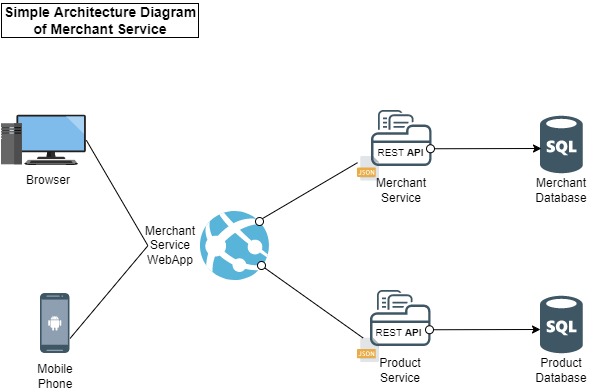 Simple Architecture Diagram
of Merchant Service
REST API
JSON
Merchant
Service
SQL
Merchant
Database
Browser
Merchant
Service
WebApp
Mobile
Phone
REST API
JSON
Product
Service
SQL
Product
Database